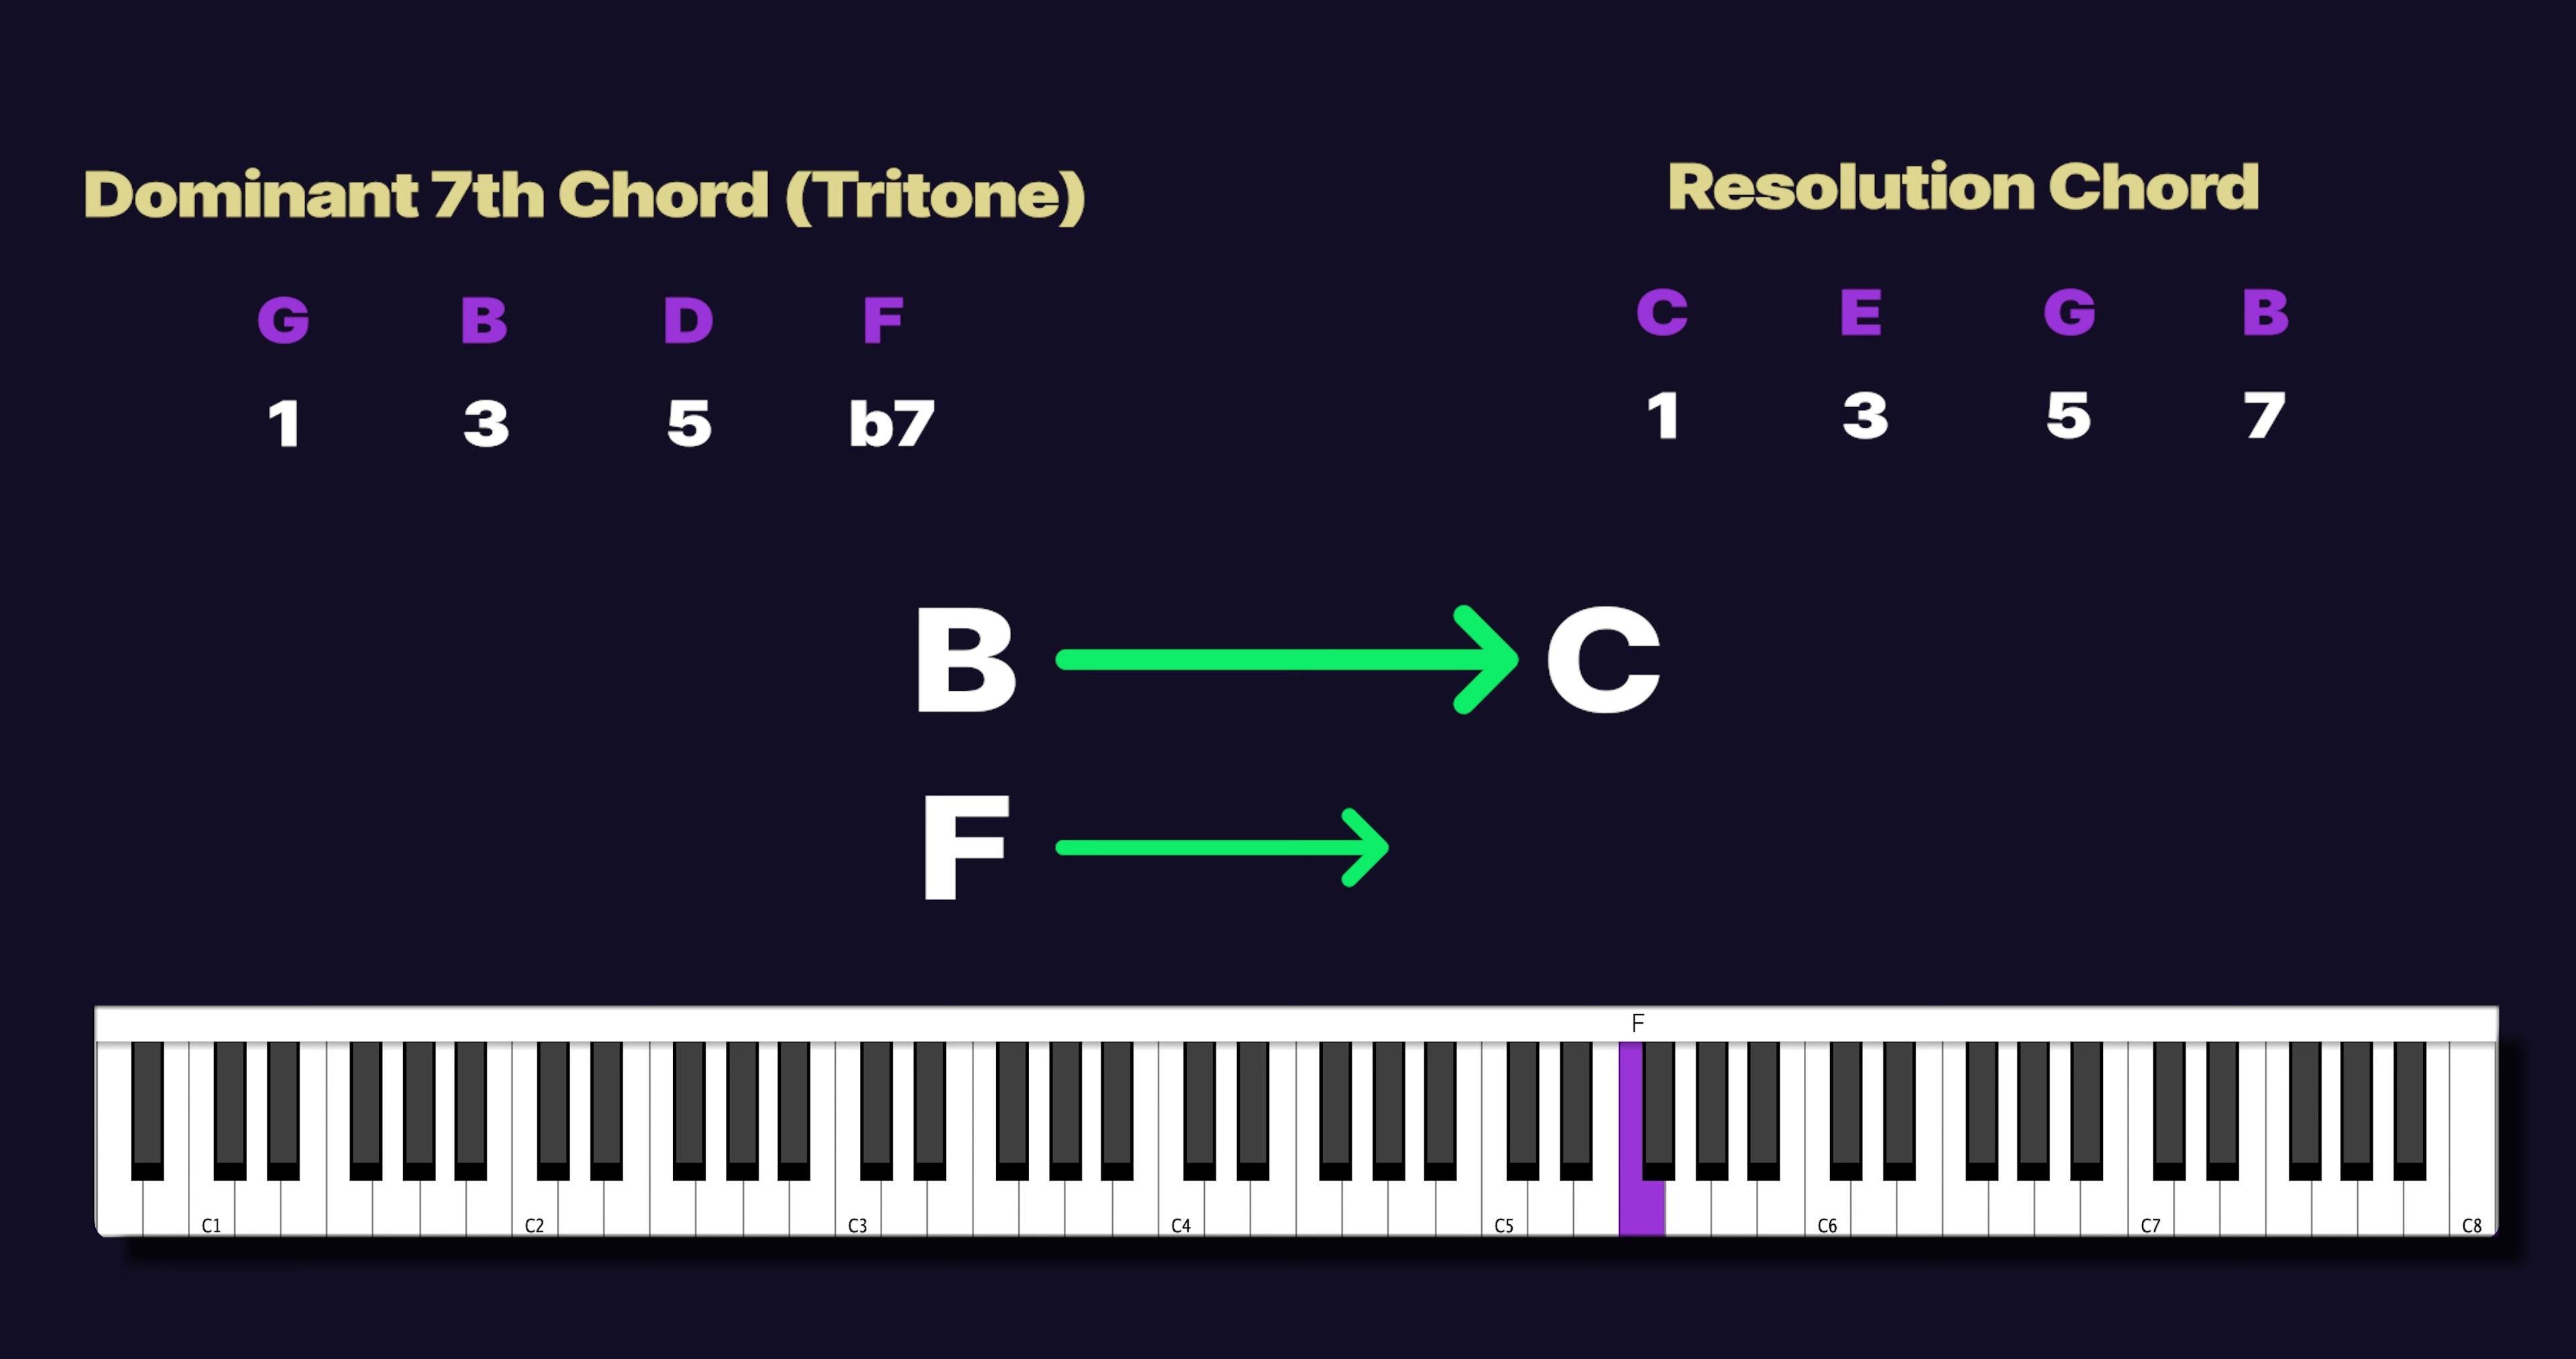 Dominant 7th Chord (Tritone)
G B D F
1 3 5 b7
Resolution Chord
C E G B
1 3 5 7
B C
F
F
C1 C2 C3 C4 C5 C6 C7 C8